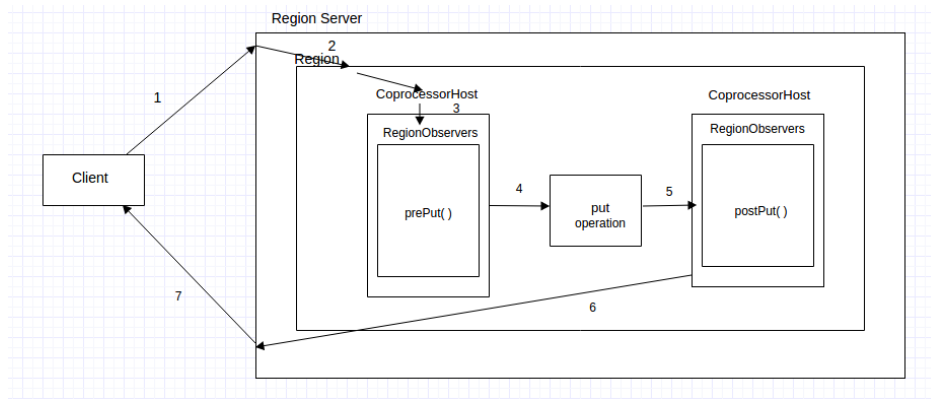 Region Server
2
Region
1
CoprocessorHost
CoprocessorHost
3
RegionObservers
RegionObservers
Client
4
5
prePut( )
put
operation
postPut( )
7
6